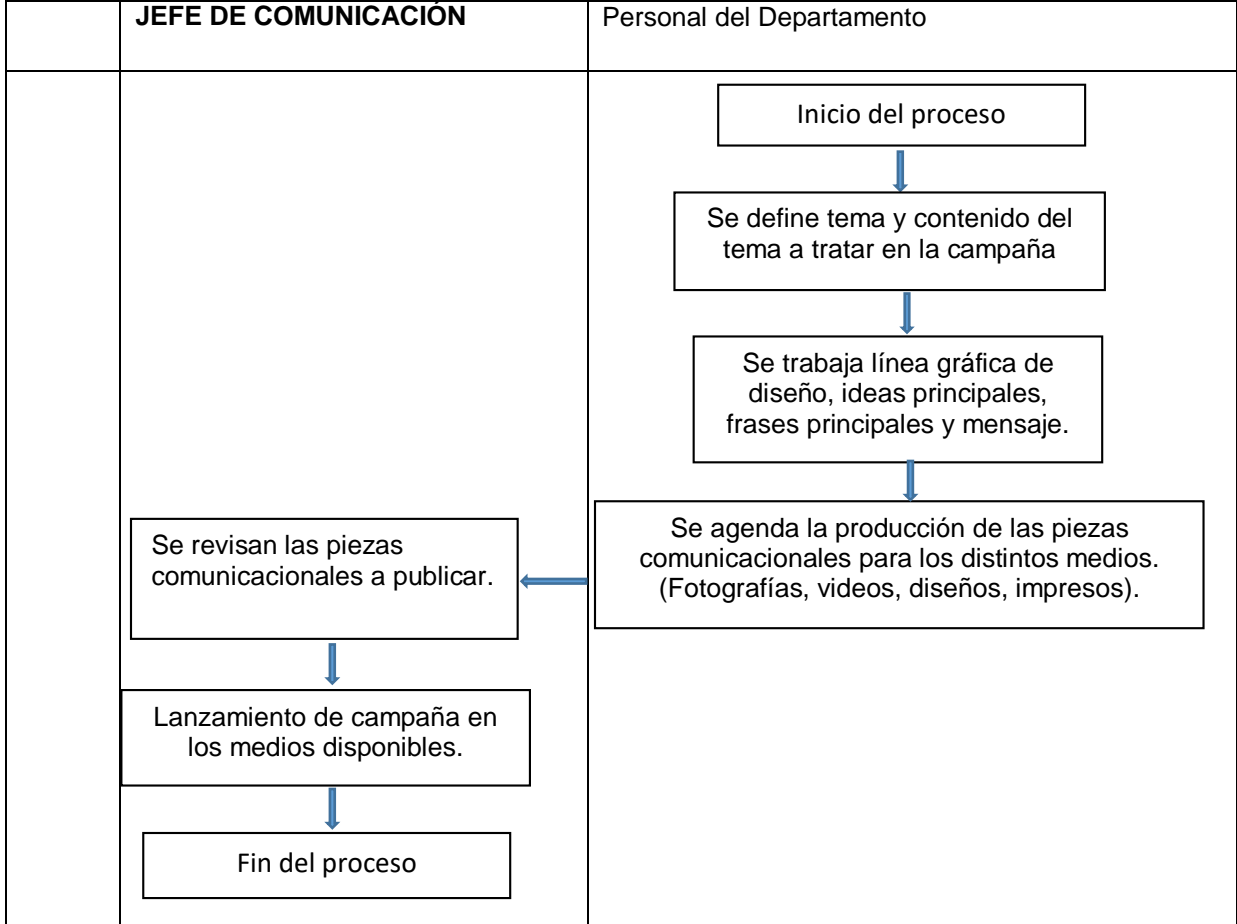 JEFE DE COMUNICACIÓN
Personal del Departamento
Inicio del proceso
Se define tema y contenido del
tema a tratar en la campaña
Se trabaja línea gráfica de
diseño, ideas principales,
frases principales y mensaje.
Se agenda la producción de las piezas
comunicacionales para los distintos medios.
(Fotografías, videos, diseños, impresos).
Se revisan las piezas
comunicacionales a publicar.
Lanzamiento de campaña en
los medios disponibles.
Fin del proceso